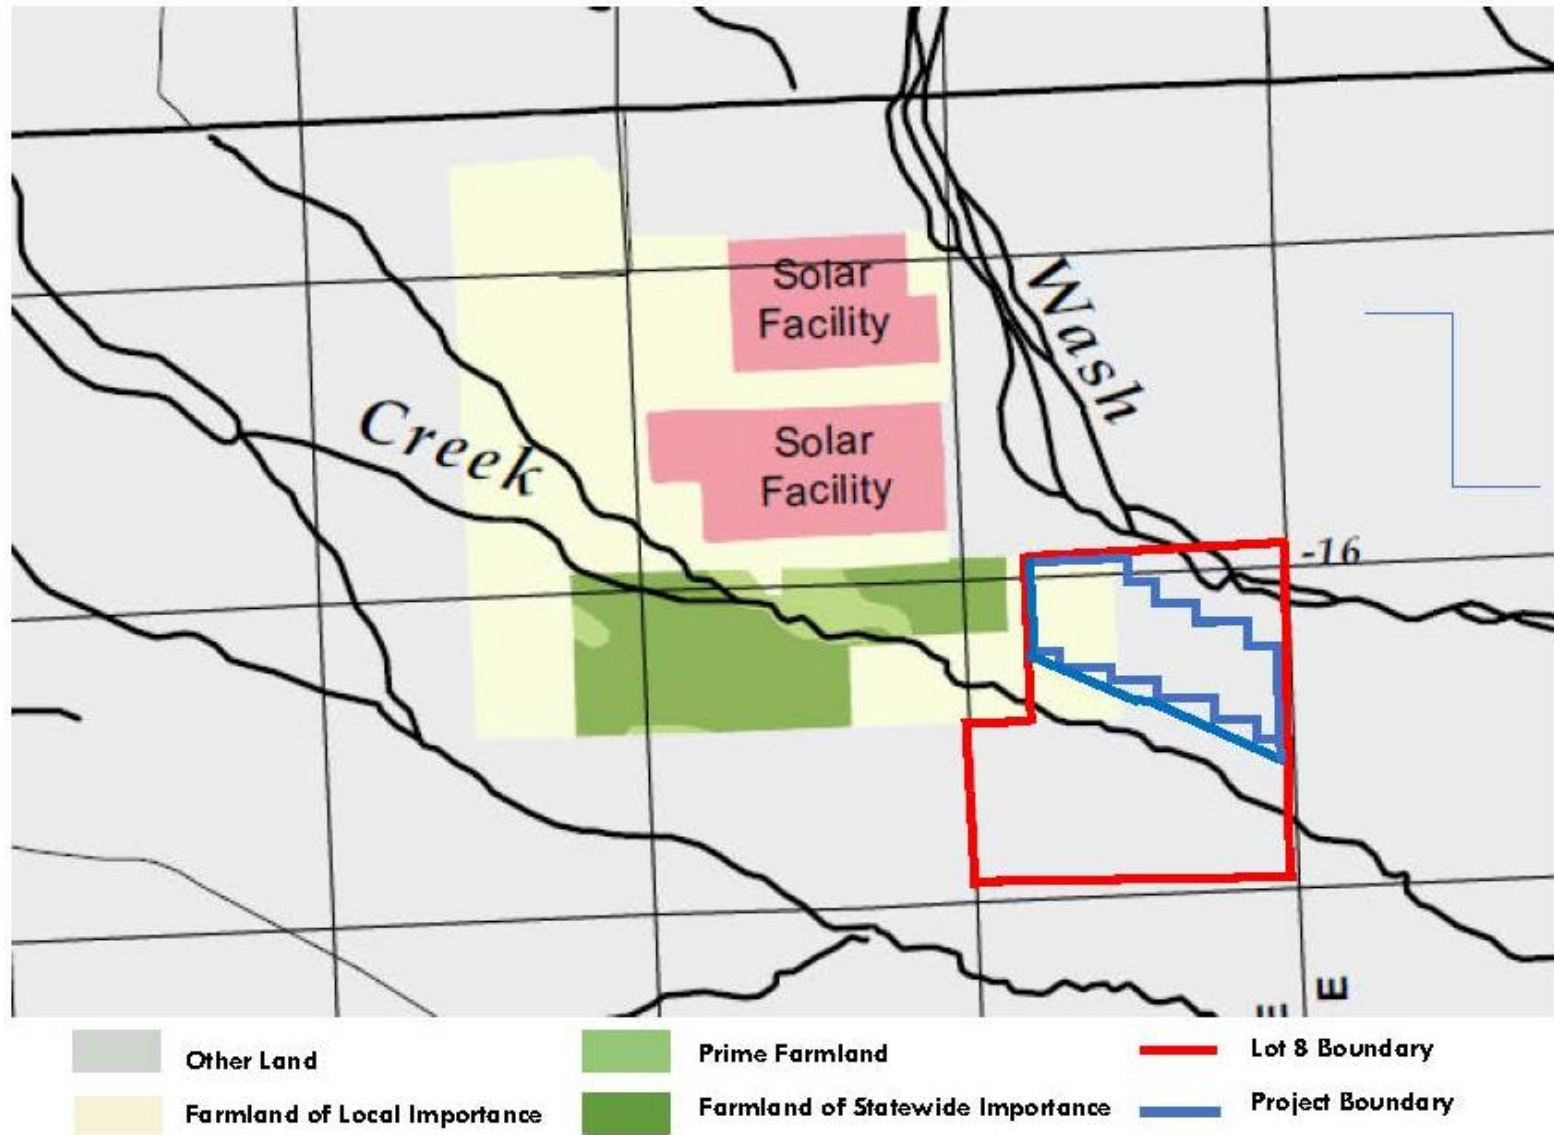 Solar
Facility
Wash
Creek
Solar
Facility
-16
E
E
Other Land
Prime Farmland
Lot 8 Boundary
Farmland of Local Importance
Farmland of Statewide Importance
Project Boundary